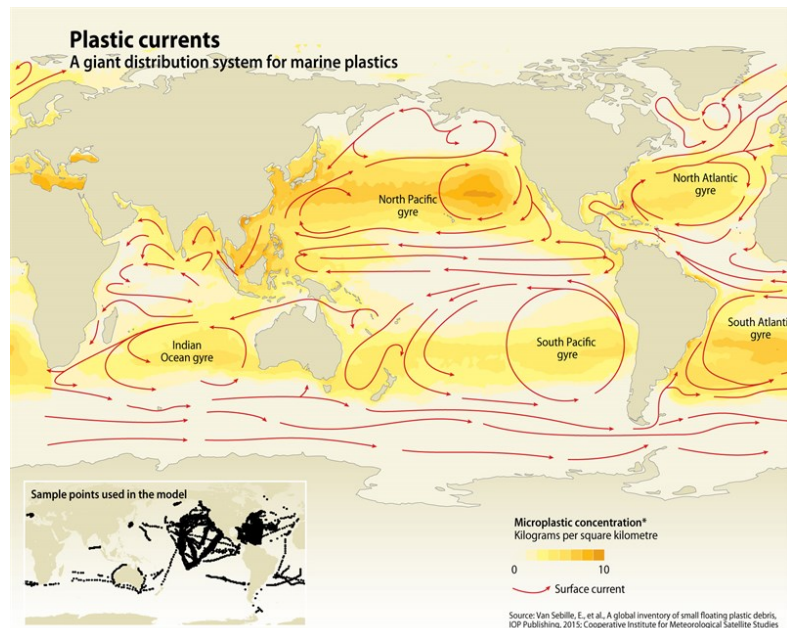 Plastic currents
A giant distribution system for marine plastics
North Pacific
gyre
North Atlantic
gyre
Indian
Ocean gyre
South Pacific
gyre
South Atlanti
gyre
Sample points used in the model
Microplastic concentration*
Kilograms per square kilometre
0 10
Surface current
Source: Van Sebille, E., et al., A global inventory of small floating plastic debris,
IOP Publishing, 2015; Cooperative Institute for Meteorological Satellite Studies